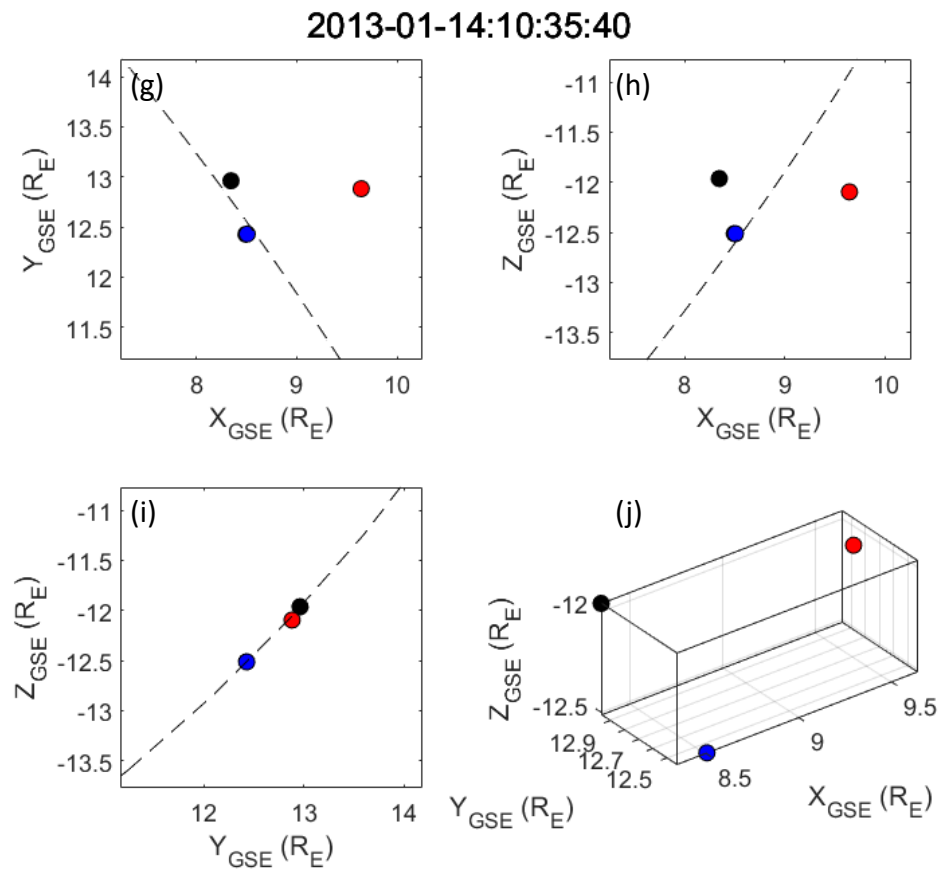 2013-01-14:10:35:40
(g)
14
13.5
13
12.5
12
11.5
8 9 10
Y_GSE (R_E)
X_GSE (R_E)
(h)
-11
-11.5
-12
-12.5
-13
-13.5
8 9 10
Z_GSE (R_E)
X_GSE (R_E)
(i)
-11
-11.5
-12
-12.5
-13
-13.5
12 13 14
Z_GSE (R_E)
Y_GSE (R_E)
(j)
-12
-12.5
12.9
12.7
12.5
8.5
9
9.5
Z_GSE (R_E)
Y_GSE (R_E)
X_GSE (R_E)